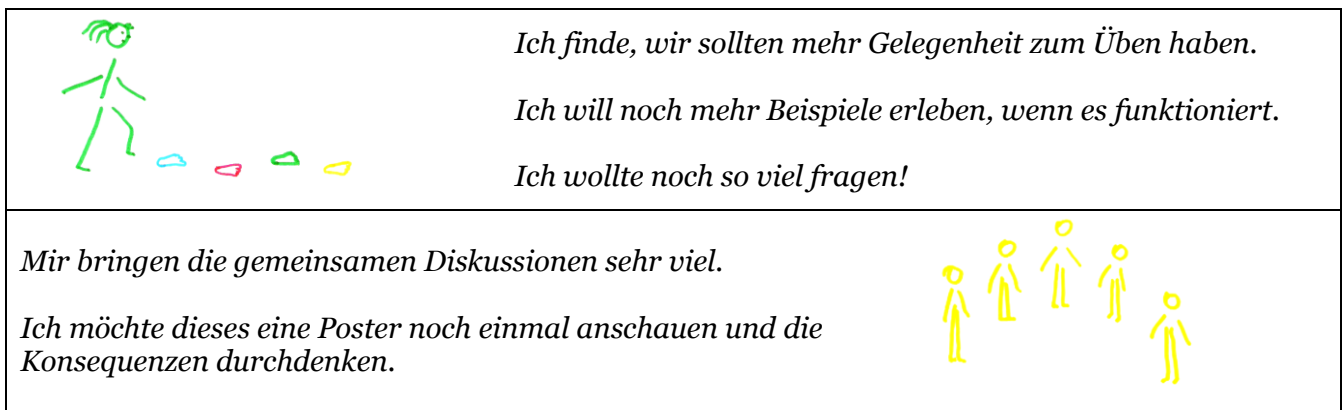 Ich finde, wir sollten mehr Gelegenheit zum Üben haben.
Ich will noch mehr Beispiele erleben, wenn es funktioniert.
Ich wollte noch so viel fragen!
Mir bringen die gemeinsamen Diskussionen sehr viel.
Ich möchte dieses eine Poster noch einmal anschauen und die
Konsequenzen durchdenken.